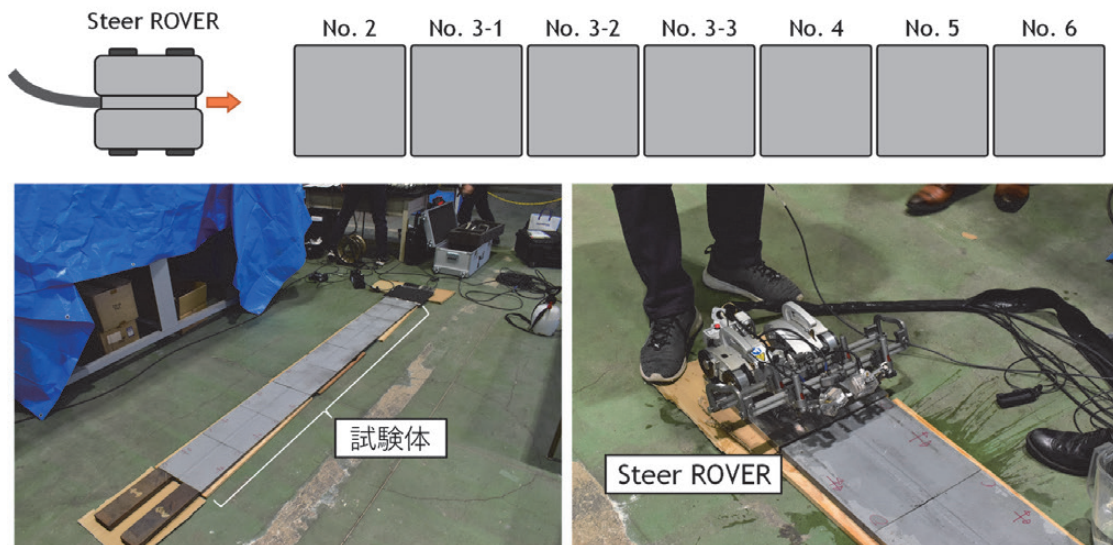 Steer ROVER
No. 2
No. 3-1
No. 3-2
No. 3-3
No. 4
No. 5
No. 6
試験体
Steer ROVER